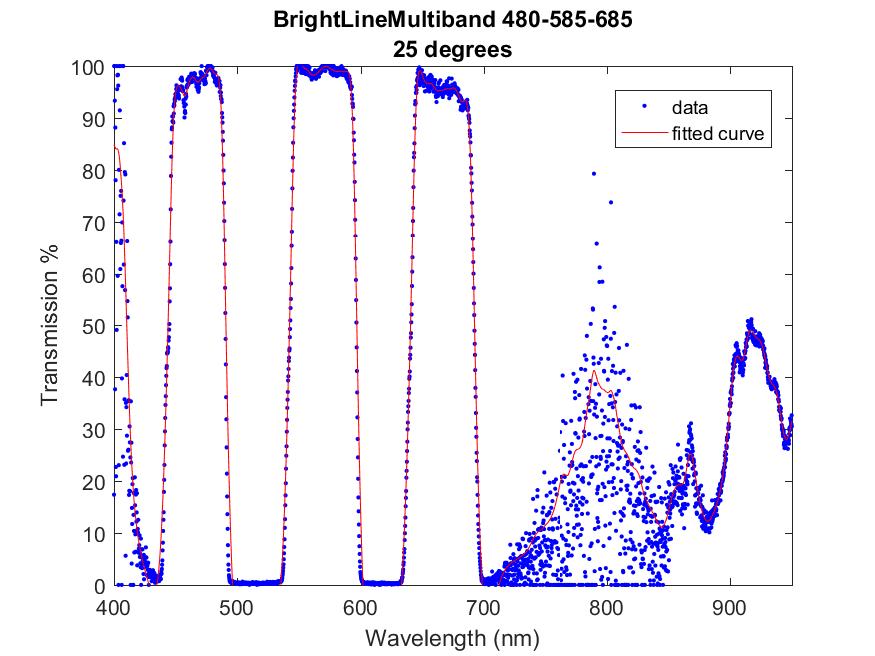 BrightLineMultiband 480-585-685
25 degrees
100
90
80
70
60
50
40
30
20
10
0
Transmission %
data
fitted curve
400 500 600 700 800 900
Wavelength (nm)